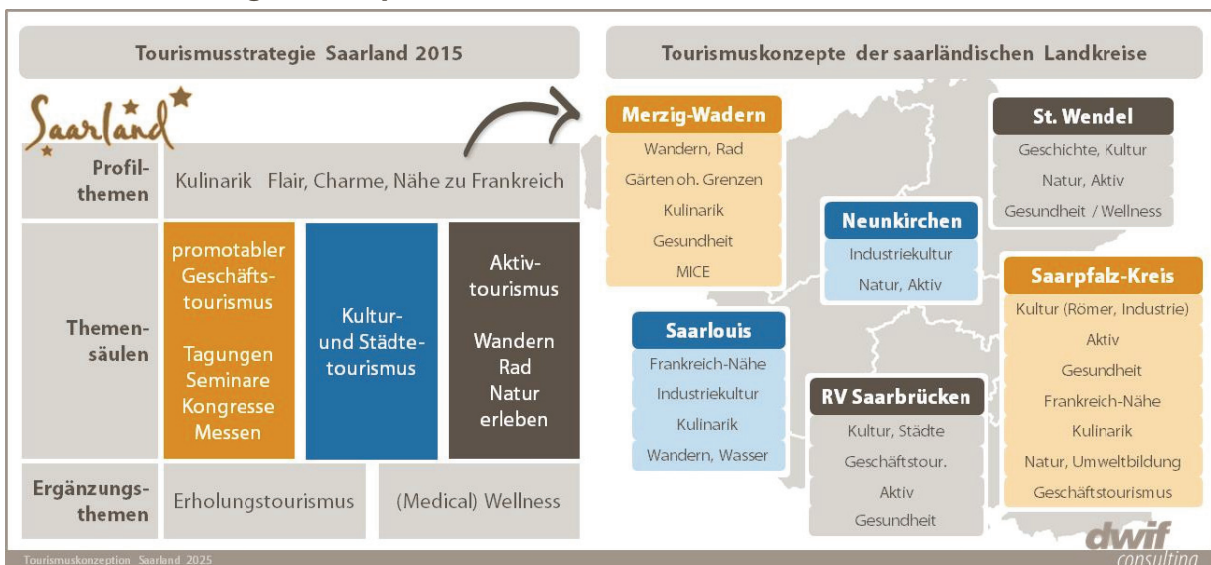 Tourismusstrategie Saarland 2015
Saarland
Profil-
themen
Kulinarik Flair, Charme, Nähe zu Frankreich
Themen-
säulen
promotabler
Geschäfts-
tourismus
Tagungen
Seminare
Kongresse
Messen
Kultur-
und Städte-
tourismus
Aktiv-
tourismus
Wandern
Rad
Natur
erleben
Ergänzungs-
themen
Erholungstourismus
(Medical) Wellness
Tourismuskonzepte der saarländischen Landkreise
Merzig-Wadern
Wandern, Rad
Gärten oh. Grenzen
Kulinarik
Gesundheit
MICE
St. Wendel
Geschichte, Kultur
Natur, Aktiv
Gesundheit / Wellness
Neunkirchen
Industriekultur
Natur, Aktiv
Saarlouis
Frankreich-Nähe
Industriekultur
Kulinarik
Wandern, Wasser
RV Saarbrücken
Kultur, Städte
Geschäftstour.
Aktiv
Gesundheit
Saarpfalz-Kreis
Kultur (Römer, Industrie)
Aktiv
Gesundheit
Frankreich-Nähe
Kulinarik
Natur, Umweltbildung
Geschäftstourismus
Tourismuskonzeption Saarland 2025
dwif
consulting